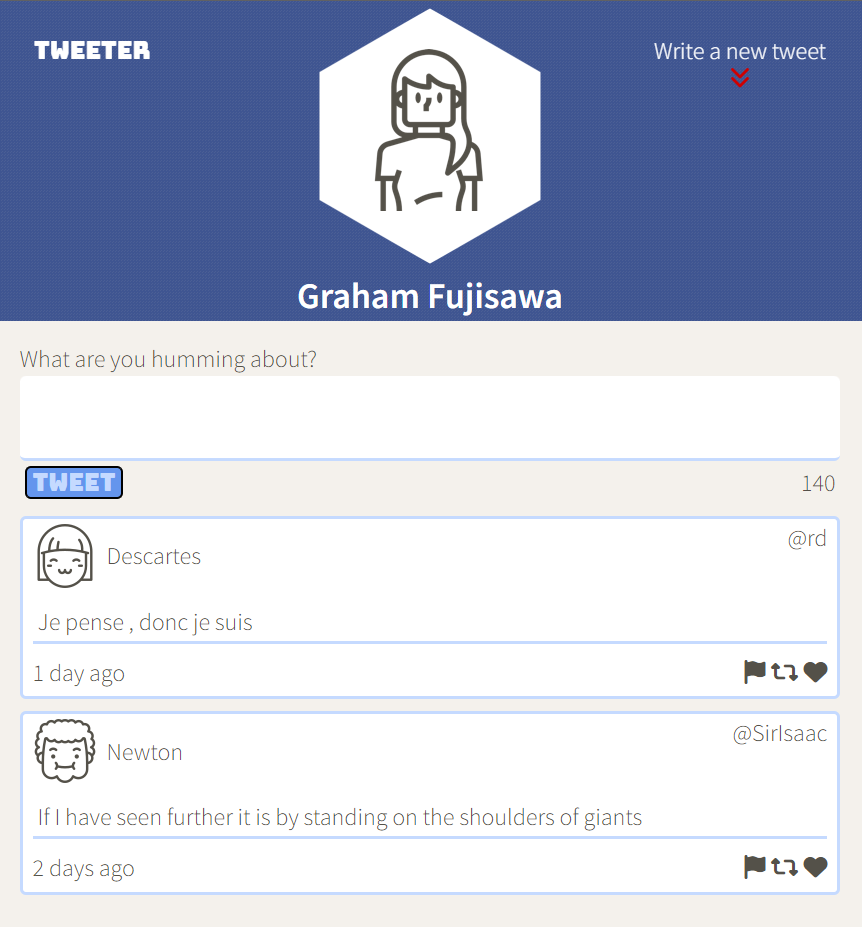 TWEETER
Write a new tweet
Graham Fujisawa
What are you humming about?
TWEET
140
Descartes
@rd
Je pense , donc je suis
1 day ago
Newton
@SirIsaac
If I have seen further it is by standing on the shoulders of giants
2 days ago